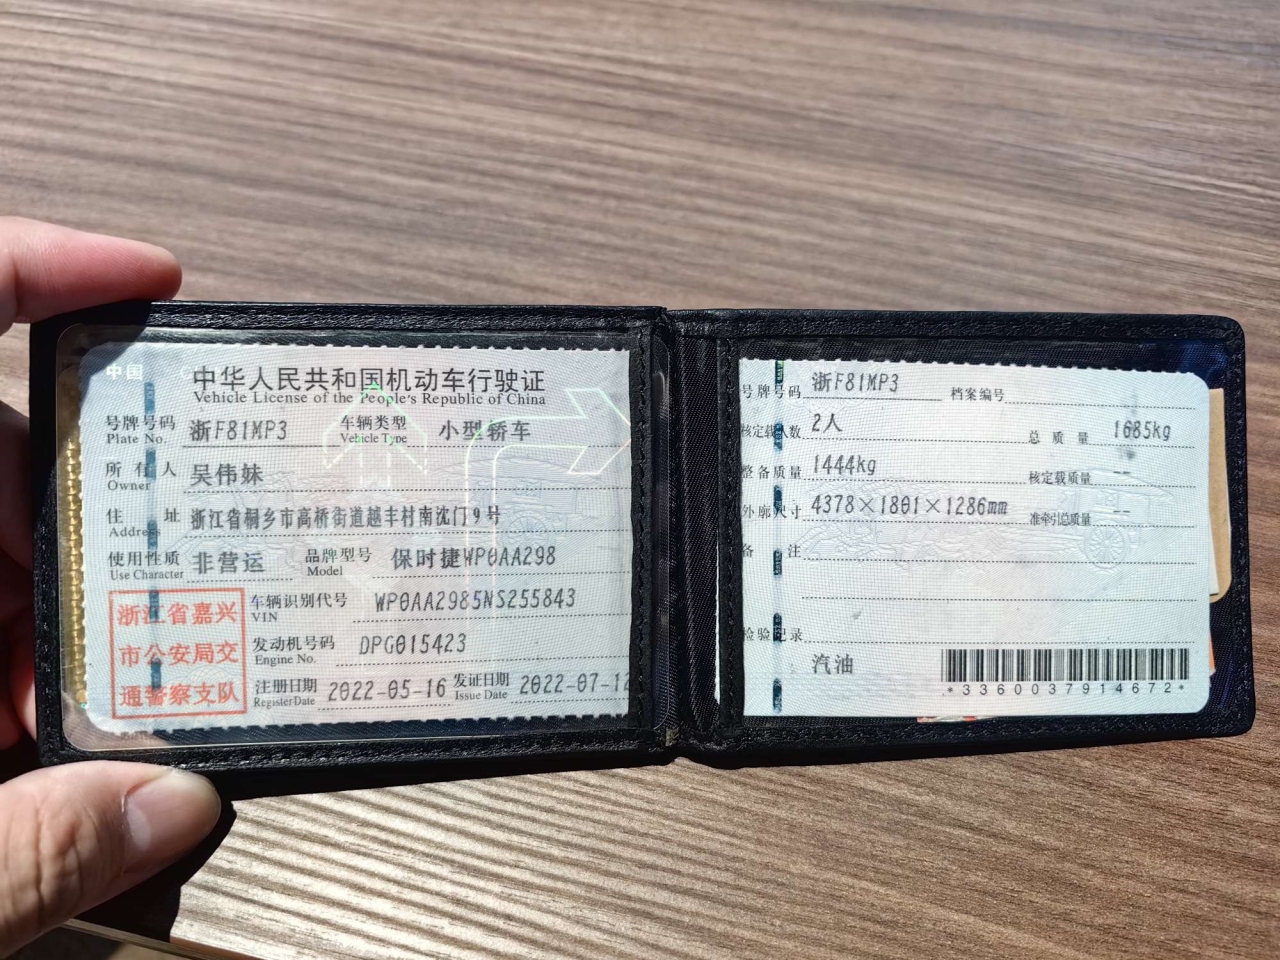 中国
中华人民共和国机动车行驶证
Vehicle License of the People's Republic of China
号牌号码 浙F81MP3 车辆类型 小型轿车
Plate No. Vehicle Type
所有人 吴伟妹
Owner
住址 浙江省桐乡市高桥街道越丰村南沈门9号
Address
使用性质 非营运 品牌型号 保时捷WP0AA298
Use Character Model
浙江省嘉兴
市公安局交
通警察支队
车辆识别代号 WP0AA2985NS255843
VIN
发动机号码 DPG015423
Engine No.
注册日期 2022-05-16 发证日期 2022-07-12
Register Date Issue Date
号牌号码 浙F81MP3 档案编号
核定载人数 2人 总质量 1685kg
整备质量 1444kg 核定载质量 --
外廓尺寸 4378×1801×1286mm 准牵引总质量 --
备注
检验记录
汽油
*3360037914672*